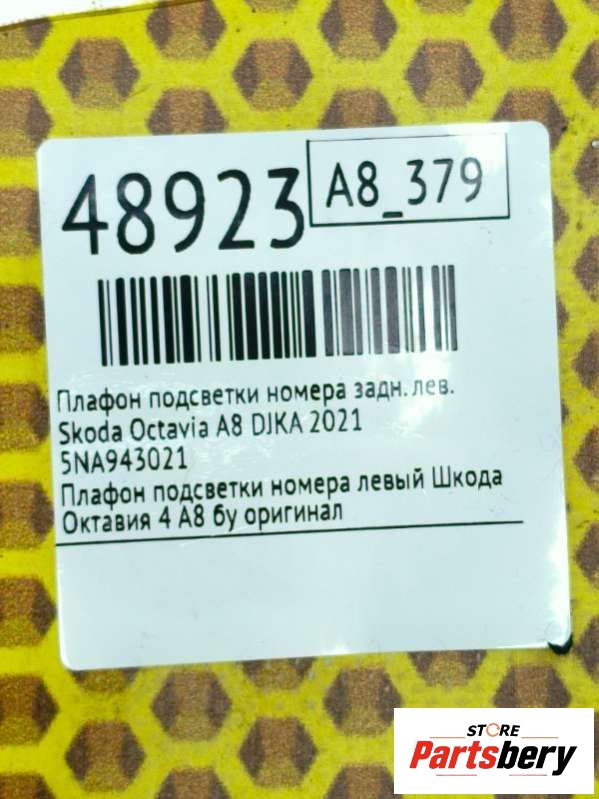 48923
A8_379
Плафон подсветки номера задн. лев.
Skoda Octavia A8 DJKA 2021
5NA943021
Плафон подсветки номера левый Шкода
Октавия 4 А8 бу оригинал
STORE
Partsbery